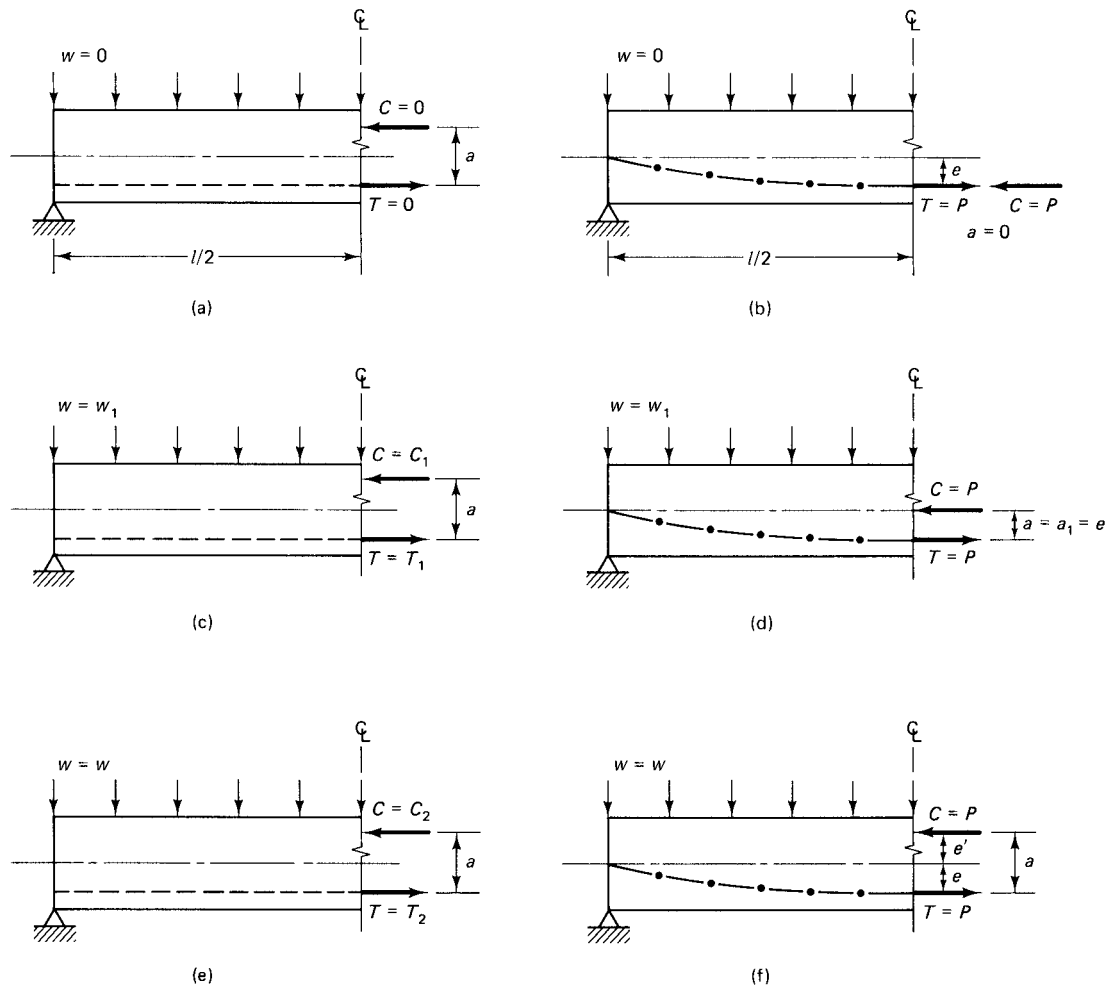 ℄
℄
w = 0
w = 0
C = 0
a
e
T = 0
T = P
C = P
a = 0
l/2
l/2
(a)
(b)
℄
℄
w = w₁
w = w₁
C = C₁
C = P
a
a = a₁ = e
T = T₁
T = P
(c)
(d)
℄
℄
w = w
w = w
C = C₂
C = P
e'
a
a
e
T = T₂
T = P
(e)
(f)